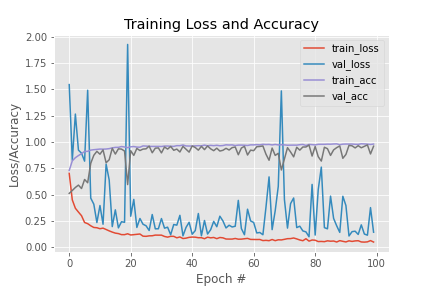 Training Loss and Accuracy
2.00
1.75
1.50
1.25
1.00
0.75
0.50
0.25
0.00
Loss/Accuracy
train_loss
val_loss
train_acc
val_acc
0 20 40 60 80 100
Epoch #